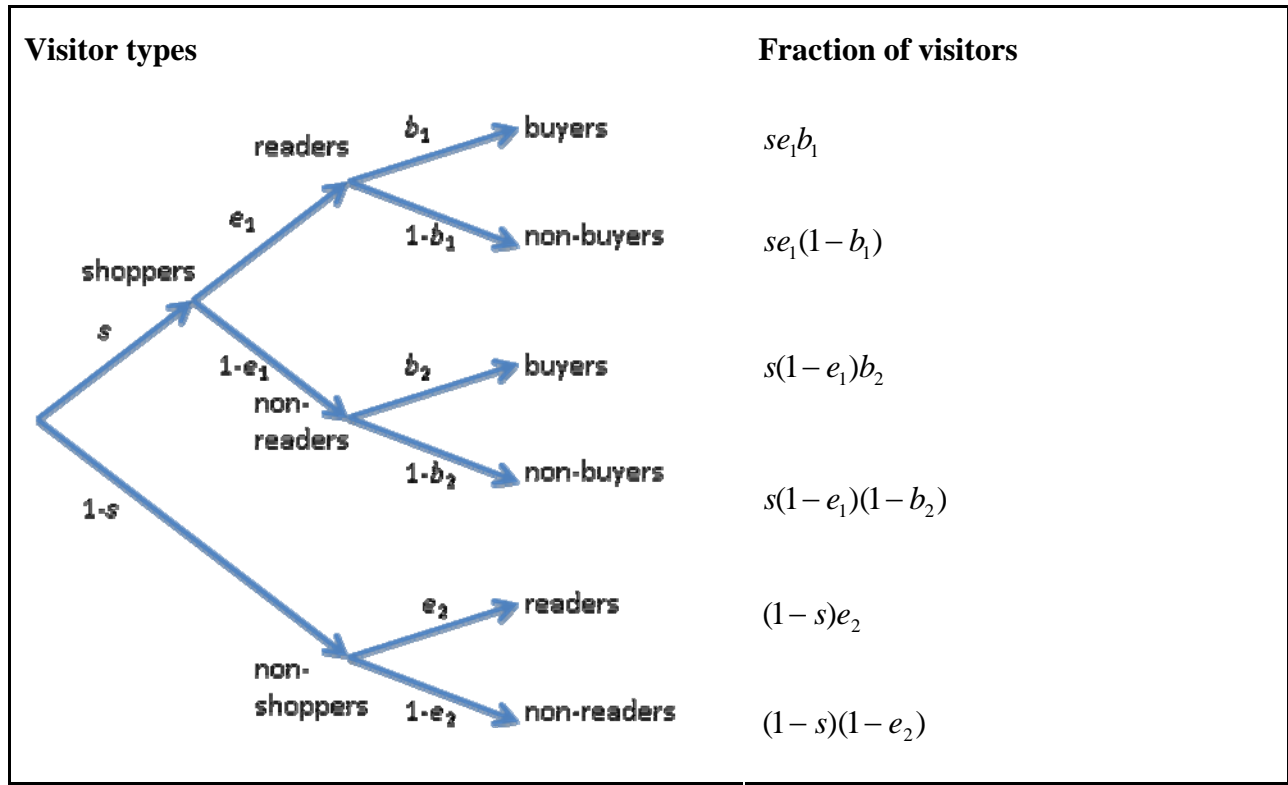 Visitor types Fraction of visitors
b₁ buyers se₁b₁
readers
e₁
1-b₁ non-buyers se₁(1−b₁)
shoppers
s
1-e₁ b₂ buyers s(1−e₁)b₂
non-
readers
1-b₂ non-buyers s(1−e₁)(1−b₂)
1-s
e₂ readers (1−s)e₂
non-
shoppers 1-e₂ non-readers (1−s)(1−e₂)